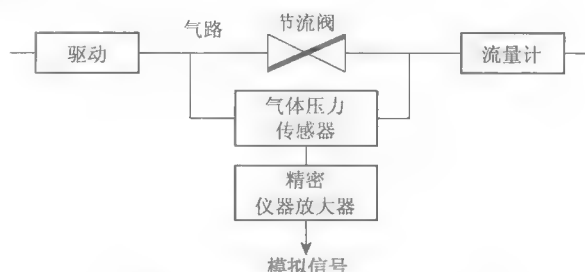 节流阀
气路
驱动
流量计
气体压力
传感器
精密
仪器放大器
模拟信号